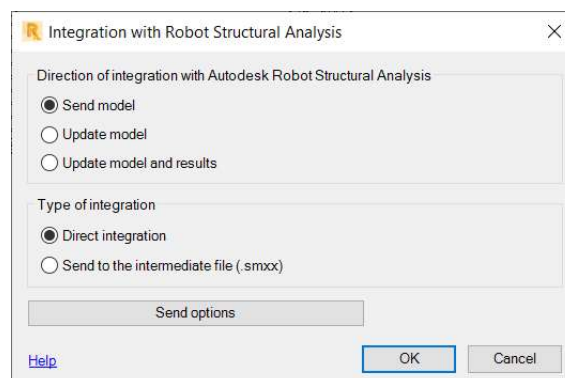 Integration with Robot Structural Analysis
Direction of integration with Autodesk Robot Structural Analysis
Send model
Update model
Update model and results
Type of integration
Direct integration
Send to the intermediate file (.smxx)
Send options
Help
OK
Cancel